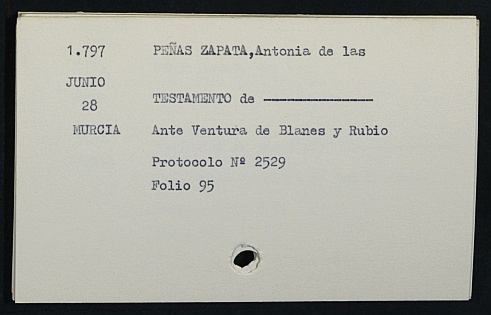 1.797 PEÑAS ZAPATA,Antonia de las
JUNIO
28 TESTAMENTO de ----------------
MURCIA Ante Ventura de Blanes y Rubio
Protocolo Nº 2529
Folio 95